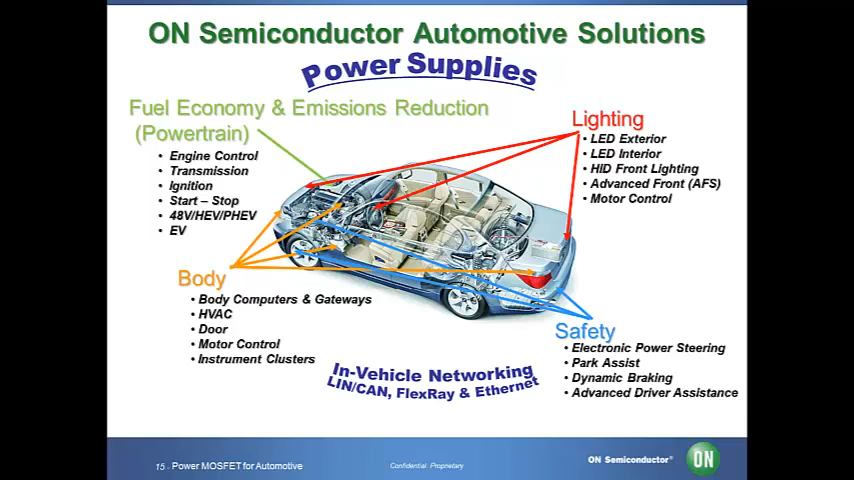 ON Semiconductor Automotive Solutions
Power Supplies
Fuel Economy & Emissions Reduction
(Powertrain)
• Engine Control
• Transmission
• Ignition
• Start – Stop
• 48V/HEV/PHEV
• EV
Lighting
• LED Exterior
• LED Interior
• HID Front Lighting
• Advanced Front (AFS)
• Motor Control
Body
• Body Computers & Gateways
• HVAC
• Door
• Motor Control
• Instrument Clusters
Safety
• Electronic Power Steering
• Park Assist
• Dynamic Braking
• Advanced Driver Assistance
In-Vehicle Networking
LIN/CAN, FlexRay & Ethernet
15 - Power MOSFET for Automotive
Confidential Proprietary
ON Semiconductor®
ON